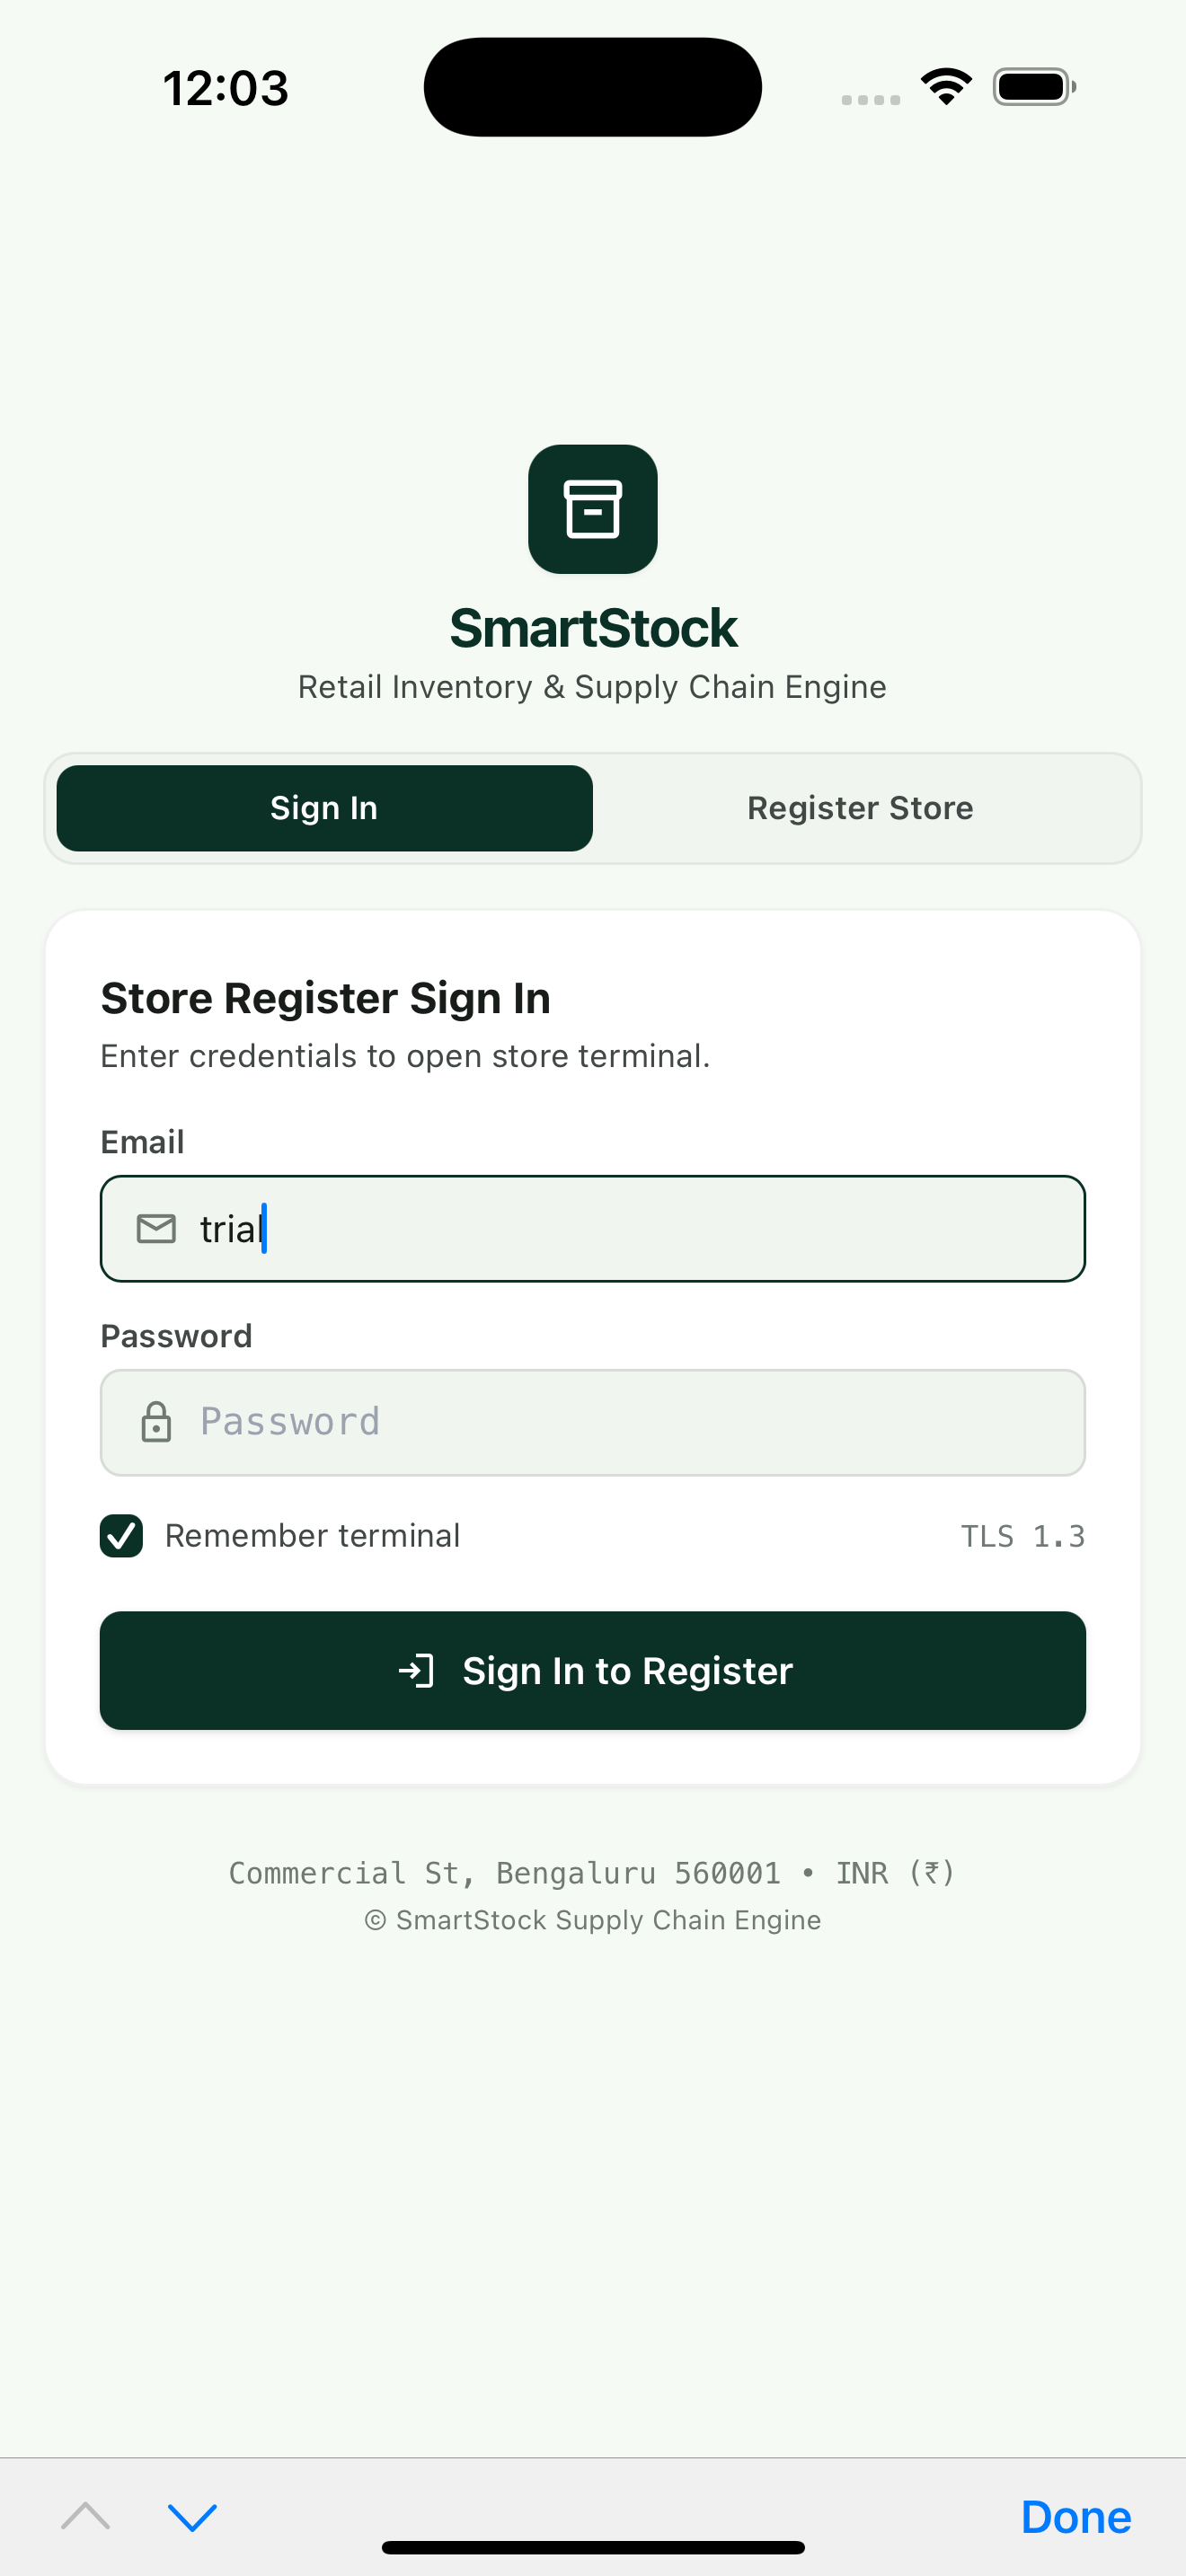 12:03
SmartStock
Retail Inventory & Supply Chain Engine
Sign In
Register Store
Store Register Sign In
Enter credentials to open store terminal.
Email
trial
Password
Password
Remember terminal
TLS 1.3
Sign In to Register
Commercial St, Bengaluru 560001 • INR (₹)
© SmartStock Supply Chain Engine
Done